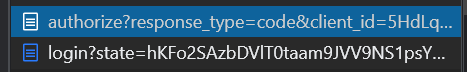 authorize?response_type=code&client_id=5HdLq...
login?state=hKFo2SAzbDVlT0taam9JVV9NS1psY...